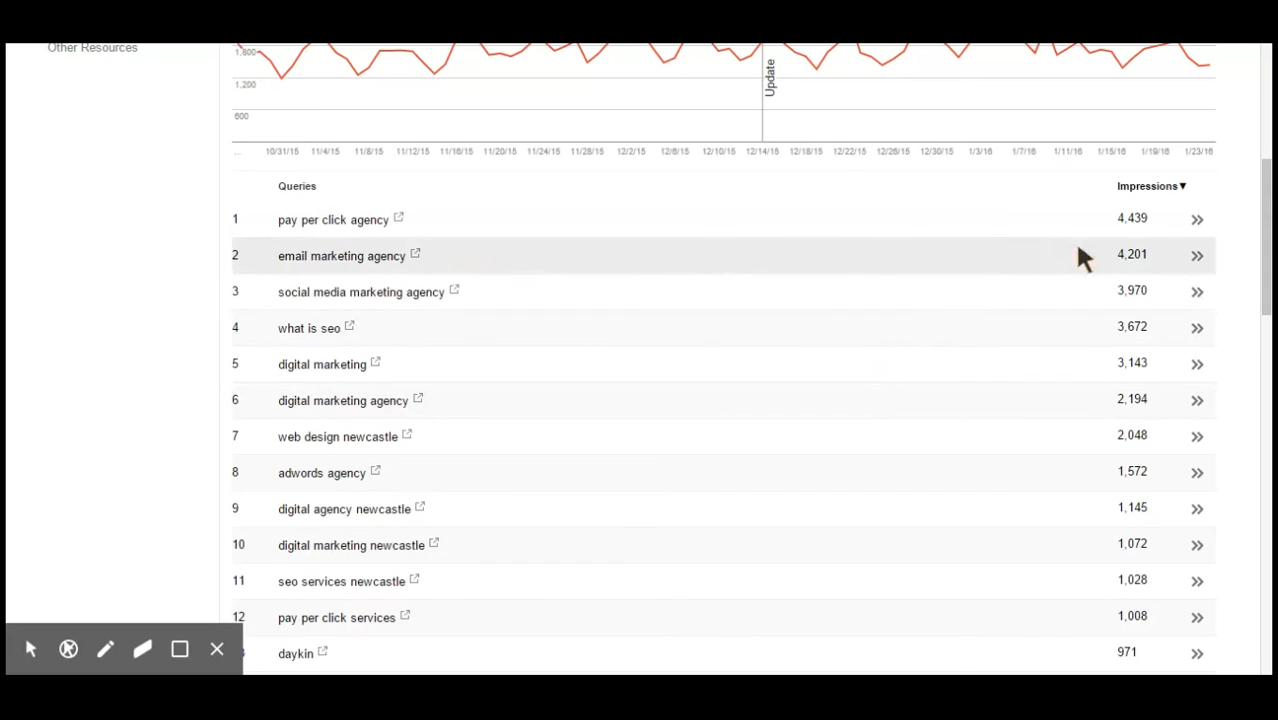 Other Resources
1,800
1,200
600
Update
... 10/31/15 11/4/15 11/8/15 11/12/15 11/16/15 11/20/15 11/24/15 11/28/15 12/2/15 12/6/15 12/10/15 12/14/15 12/18/15 12/22/15 12/26/15 12/30/15 1/3/16 1/7/16 1/11/16 1/15/16 1/19/16 1/23/16
Queries Impressions▼
1 pay per click agency 4,439 »
2 email marketing agency 4,201 »
3 social media marketing agency 3,970 »
4 what is seo 3,672 »
5 digital marketing 3,143 »
6 digital marketing agency 2,194 »
7 web design newcastle 2,048 »
8 adwords agency 1,572 »
9 digital agency newcastle 1,145 »
10 digital marketing newcastle 1,072 »
11 seo services newcastle 1,028 »
12 pay per click services 1,008 »
daykin 971 »